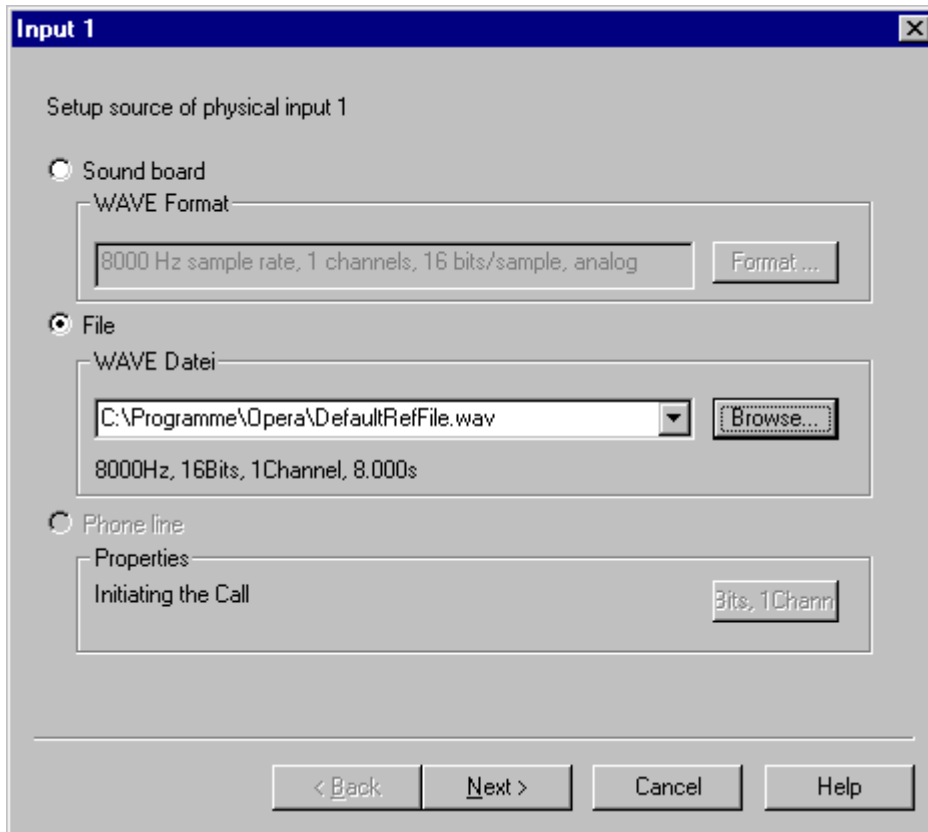 Input 1
Setup source of physical input 1
Sound board
WAVE Format
8000 Hz sample rate, 1 channels, 16 bits/sample, analog
Format ...
File
WAVE Datei
C:\Programme\Opera\DefaultRefFile.wav
Browse...
8000Hz, 16Bits, 1Channel, 8.000s
Phone line
Properties
Initiating the Call
Bits, 1Chann
< Back Next > Cancel Help